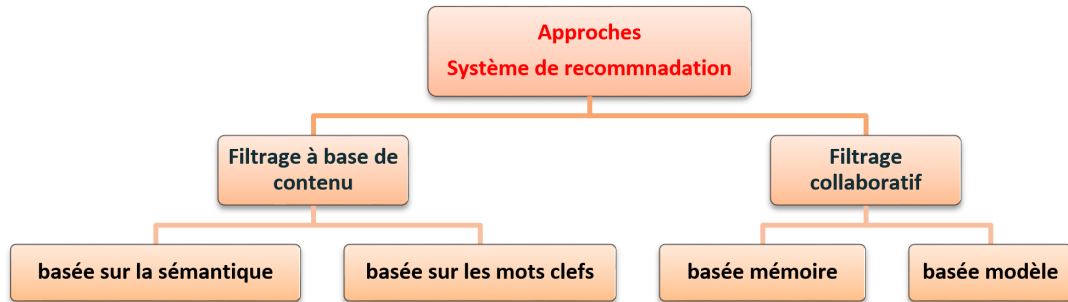 Approches
Système de recommnadation
Filtrage à base de
contenu
Filtrage
collaboratif
basée sur la sémantique
basée sur les mots clefs
basée mémoire
basée modèle